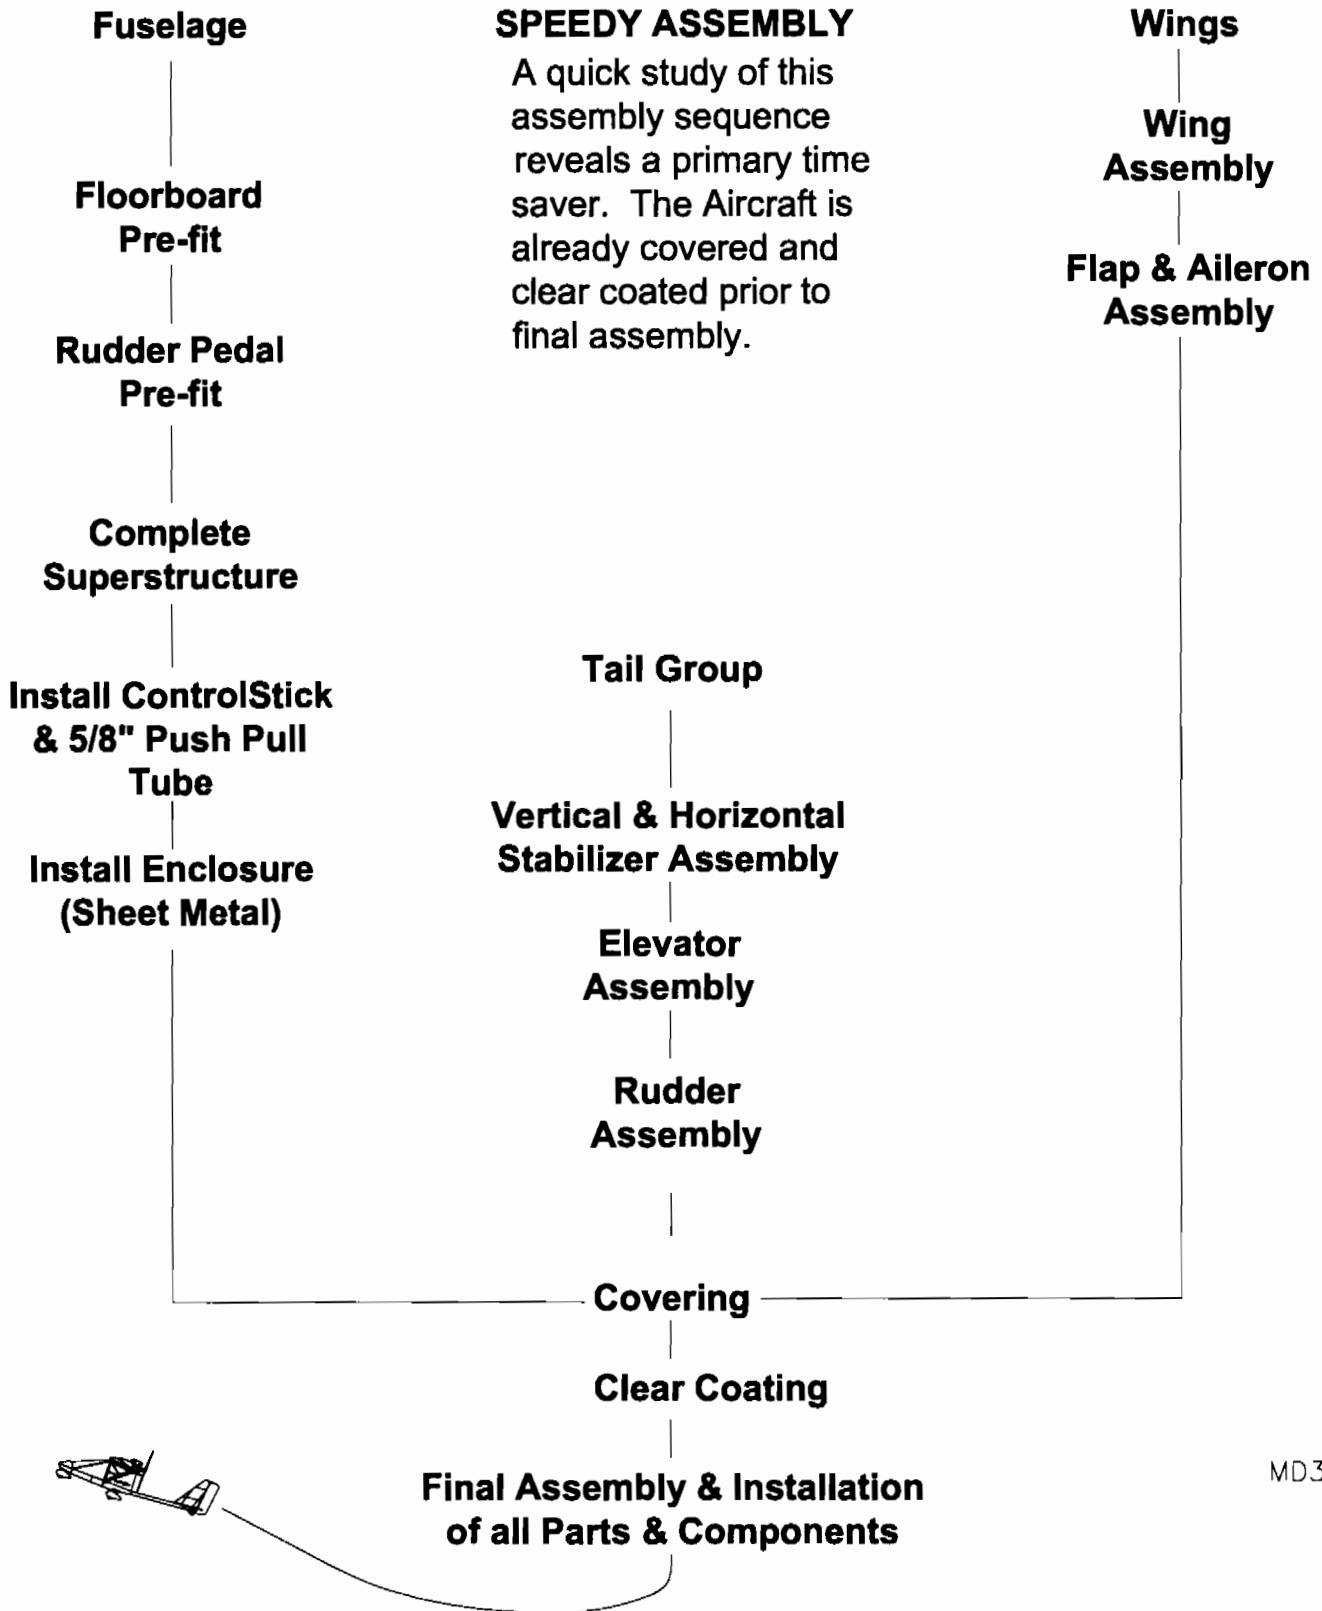 Fuselage
Floorboard
Pre-fit
Rudder Pedal
Pre-fit
Complete
Superstructure
Install ControlStick
& 5/8" Push Pull
Tube
Install Enclosure
(Sheet Metal)
SPEEDY ASSEMBLY
A quick study of this
assembly sequence
reveals a primary time
saver. The Aircraft is
already covered and
clear coated prior to
final assembly.
Tail Group
Vertical & Horizontal
Stabilizer Assembly
Elevator
Assembly
Rudder
Assembly
Wings
Wing
Assembly
Flap & Aileron
Assembly
Covering
Clear Coating
Final Assembly & Installation
of all Parts & Components
MD3